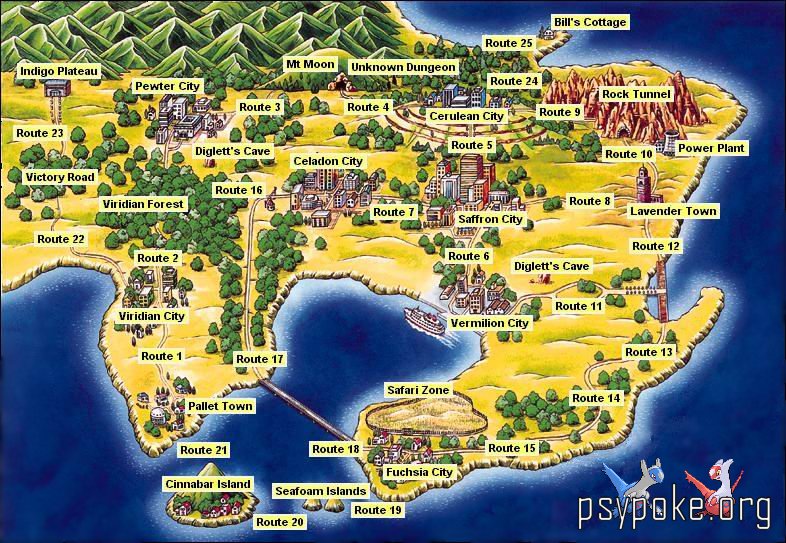 Bill's Cottage
Route 25
Indigo Plateau
Mt Moon
Unknown Dungeon
Pewter City
Route 24
Rock Tunnel
Route 3
Route 4
Cerulean City
Route 9
Route 23
Diglett's Cave
Celadon City
Route 5
Route 10
Power Plant
Victory Road
Route 16
Viridian Forest
Route 7
Saffron City
Route 8
Lavender Town
Route 22
Route 2
Route 6
Diglett's Cave
Route 12
Viridian City
Vermilion City
Route 11
Route 1
Route 17
Route 13
Pallet Town
Safari Zone
Route 14
Route 21
Route 18
Route 15
Fuchsia City
Cinnabar Island
Seafoam Islands
Route 20
Route 19
psypoke.org